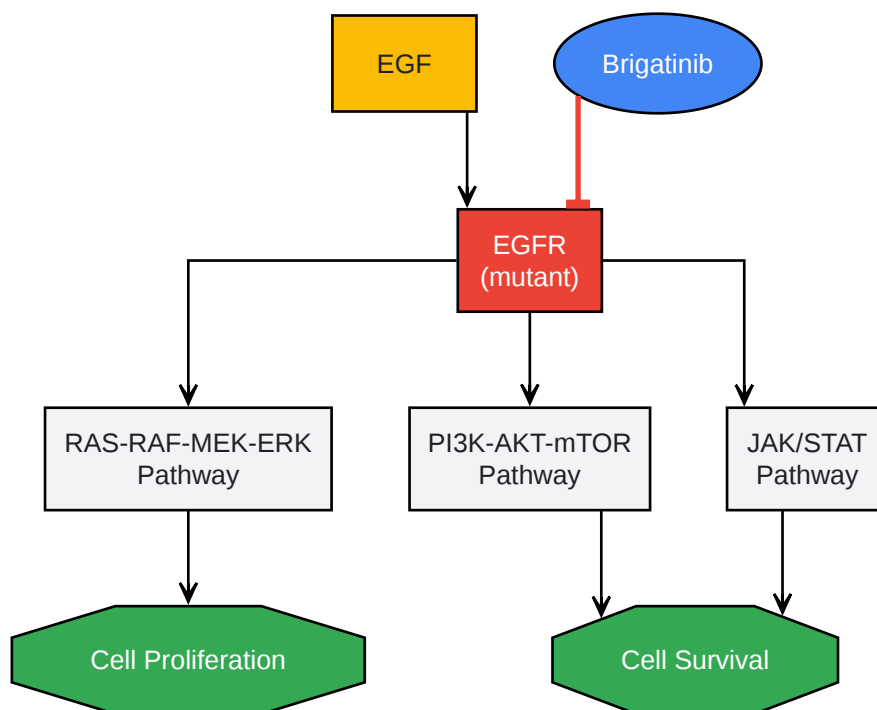 EGF
Brigatinib
EGFR
(mutant)
RAS-RAF-MEK-ERK
Pathway
PI3K-AKT-mTOR
Pathway
JAK/STAT
Pathway
Cell Proliferation
Cell Survival